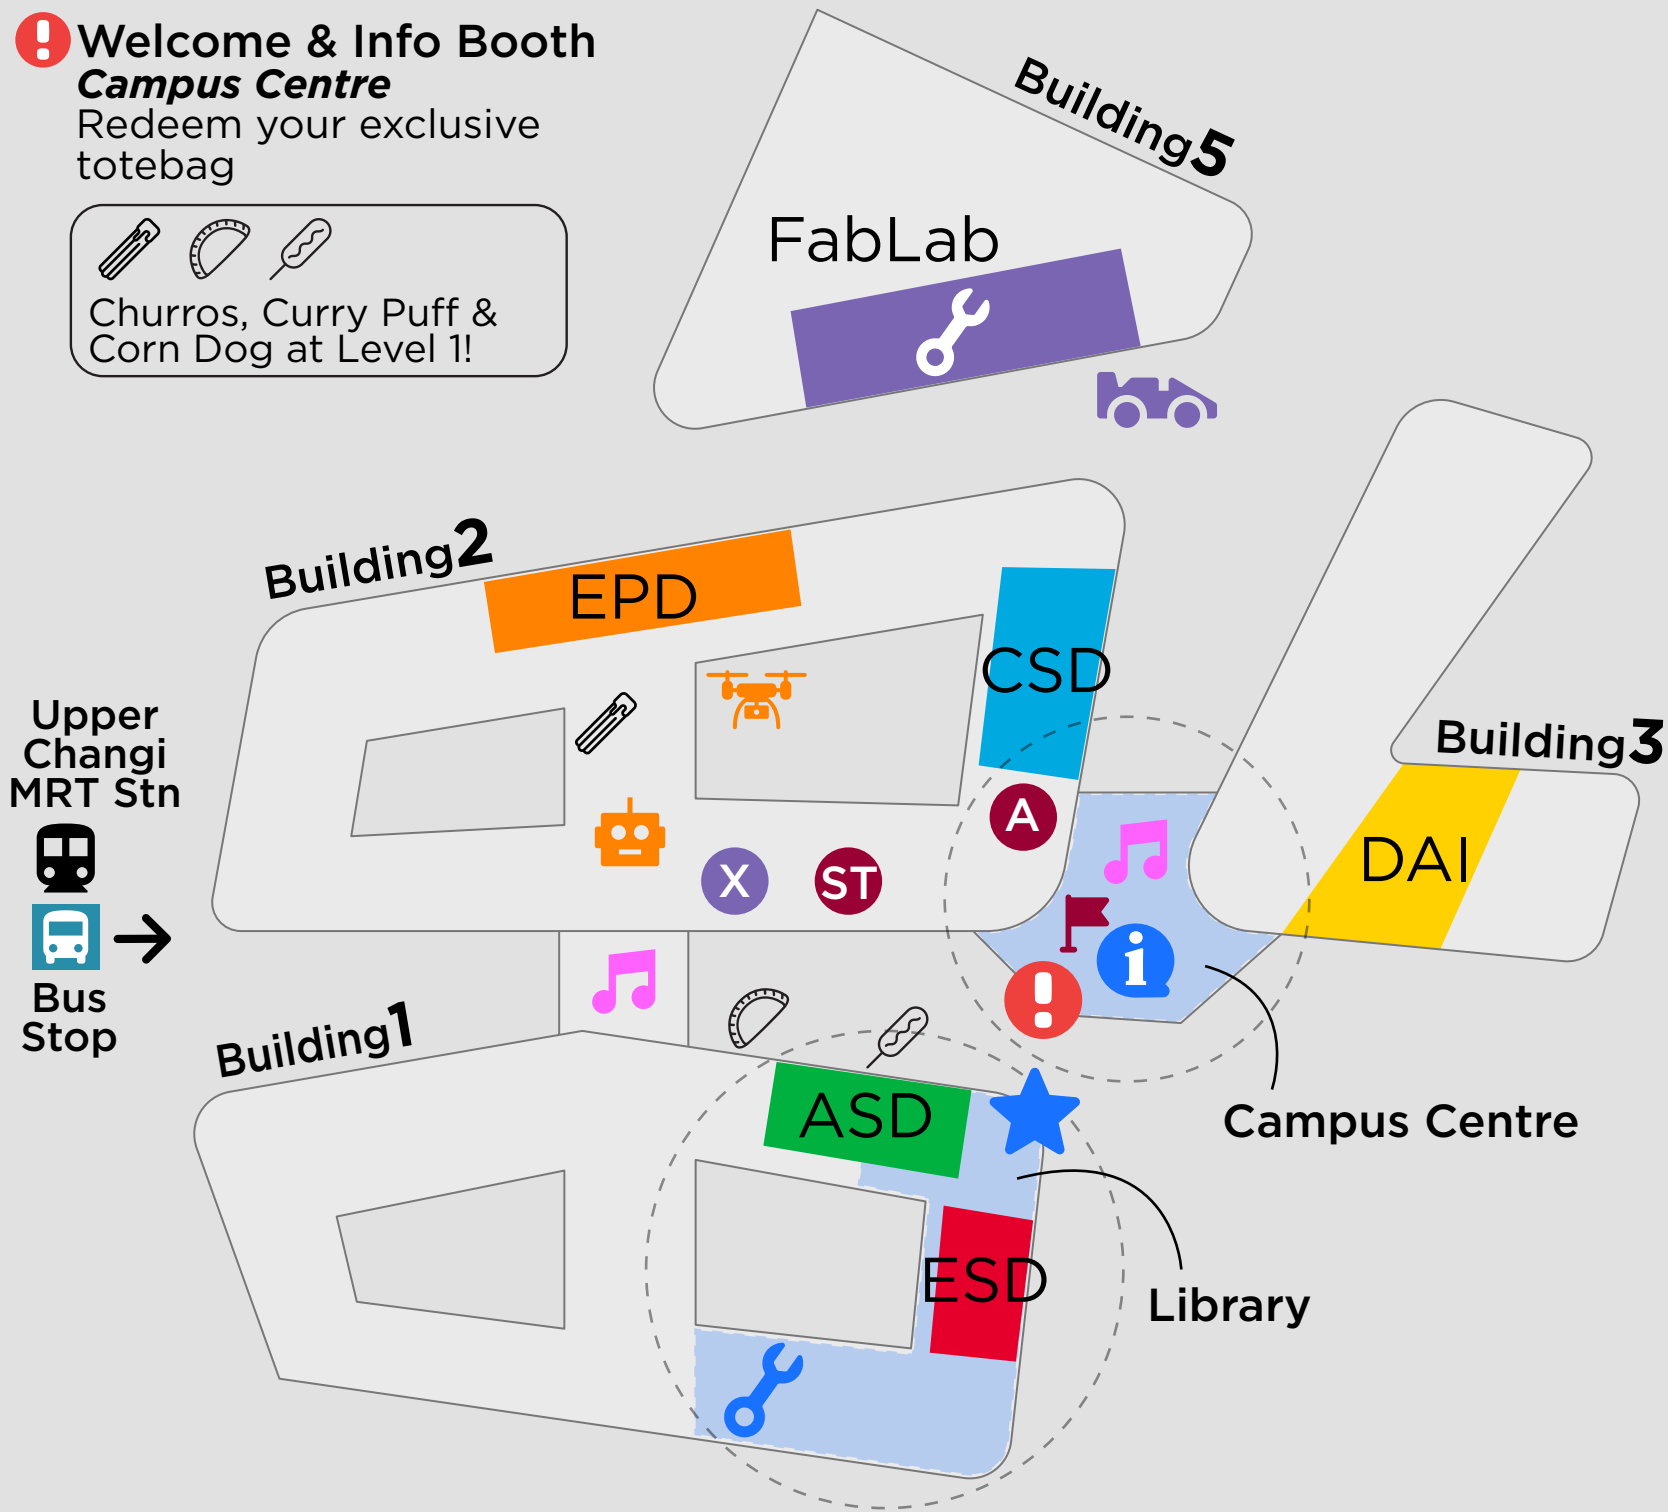 Welcome & Info Booth
Campus Centre
Redeem your exclusive
totebag
Churros, Curry Puff &
Corn Dog at Level 1!
Building5
FabLab
Building2
EPD
CSD
Upper
Changi
MRT Stn
Bus
Stop
Building3
DAI
A
X
ST
i
Building1
ASD
Campus Centre
ESD
Library